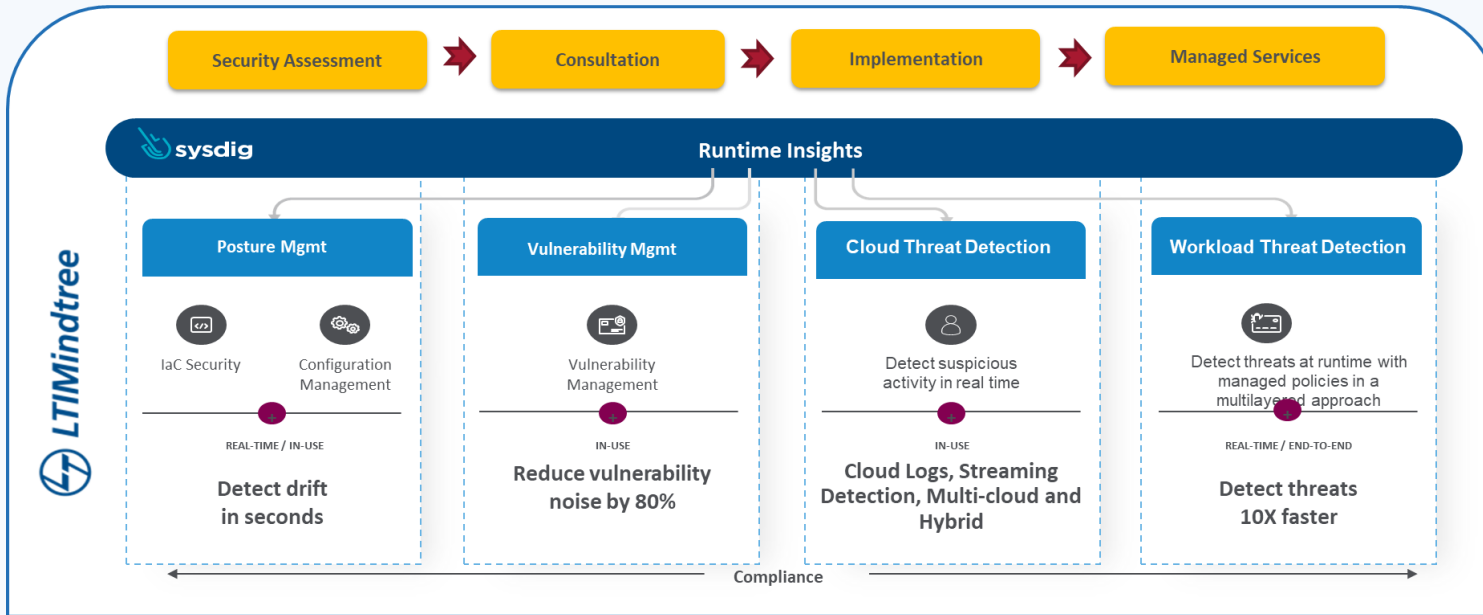 Security Assessment
Consultation
Implementation
Managed Services
sysdig
Runtime Insights
LTIMindtree
Posture Mgmt
IaC Security
Configuration
Management
+
REAL-TIME / IN-USE
Detect drift
in seconds
Vulnerability Mgmt
Vulnerability
Management
+
IN-USE
Reduce vulnerability
noise by 80%
Cloud Threat Detection
Detect suspicious
activity in real time
+
IN-USE
Cloud Logs, Streaming
Detection, Multi-cloud and
Hybrid
Workload Threat Detection
Detect threats at runtime with
managed policies in a
multilayered approach
+
REAL-TIME / END-TO-END
Detect threats
10X faster
Compliance